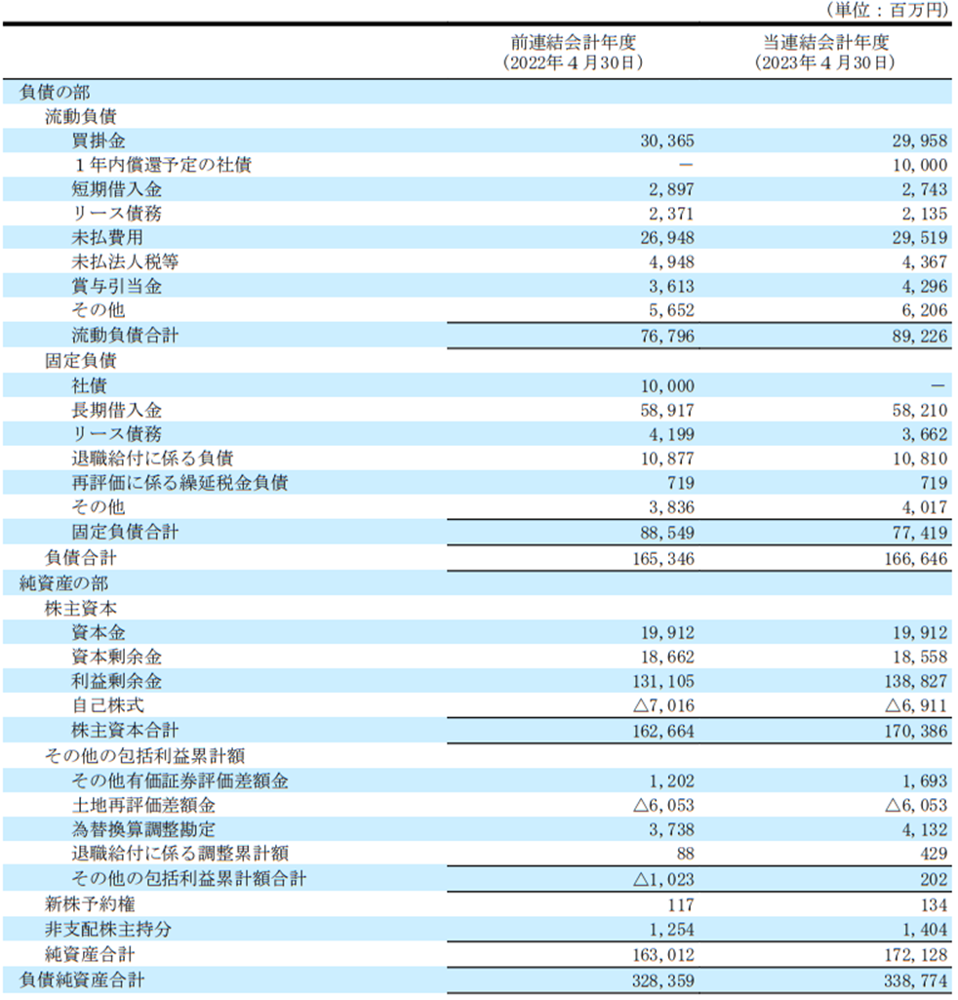 (単位：百万円)
前連結会計年度 当連結会計年度
(2022年４月30日) (2023年４月30日)
負債の部
流動負債
買掛金 30,365 29,958
１年内償還予定の社債 － 10,000
短期借入金 2,897 2,743
リース債務 2,371 2,135
未払費用 26,948 29,519
未払法人税等 4,948 4,367
賞与引当金 3,613 4,296
その他 5,652 6,206
流動負債合計 76,796 89,226
固定負債
社債 10,000 －
長期借入金 58,917 58,210
リース債務 4,199 3,662
退職給付に係る負債 10,877 10,810
再評価に係る繰延税金負債 719 719
その他 3,836 4,017
固定負債合計 88,549 77,419
負債合計 165,346 166,646
純資産の部
株主資本
資本金 19,912 19,912
資本剰余金 18,662 18,558
利益剰余金 131,105 138,827
自己株式 △7,016 △6,911
株主資本合計 162,664 170,386
その他の包括利益累計額
その他有価証券評価差額金 1,202 1,693
土地再評価差額金 △6,053 △6,053
為替換算調整勘定 3,738 4,132
退職給付に係る調整累計額 88 429
その他の包括利益累計額合計 △1,023 202
新株予約権 117 134
非支配株主持分 1,254 1,404
純資産合計 163,012 172,128
負債純資産合計 328,359 338,774